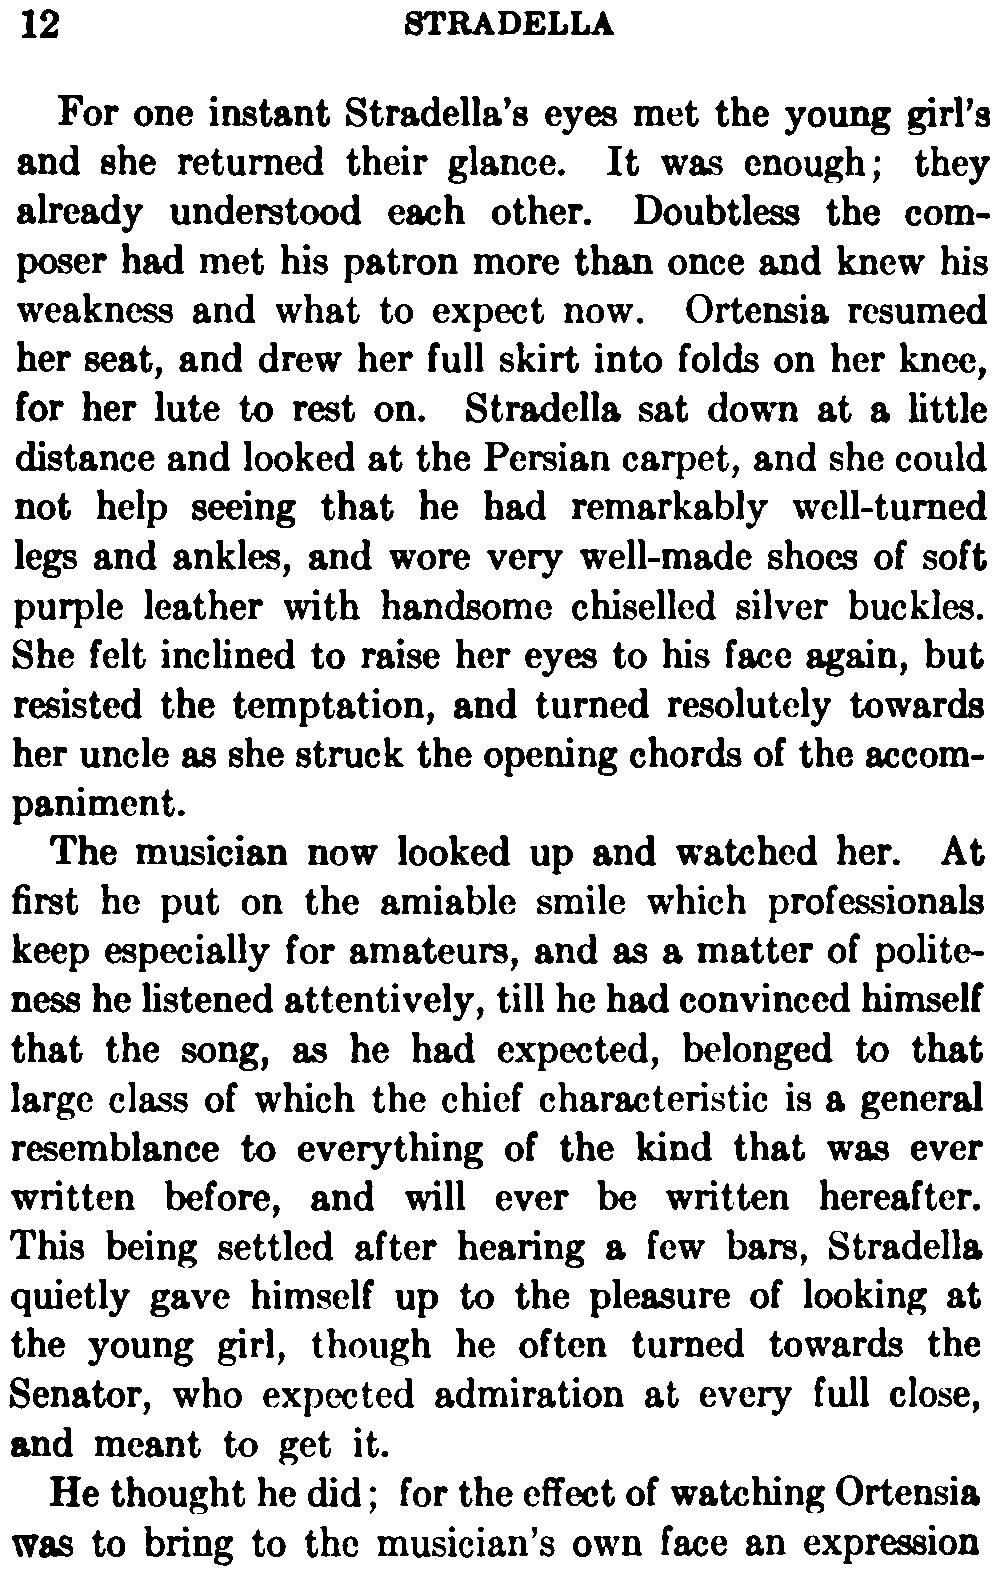 12 STRADELLA
For one instant Stradella's eyes met the young girl's
and she returned their glance. It was enough; they
already understood each other. Doubtless the com-
poser had met his patron more than once and knew his
weakness and what to expect now. Ortensia resumed
her seat, and drew her full skirt into folds on her knee,
for her lute to rest on. Stradella sat down at a little
distance and looked at the Persian carpet, and she could
not help seeing that he had remarkably well-turned
legs and ankles, and wore very well-made shoes of soft
purple leather with handsome chiselled silver buckles.
She felt inclined to raise her eyes to his face again, but
resisted the temptation, and turned resolutely towards
her uncle as she struck the opening chords of the accom-
paniment.
The musician now looked up and watched her. At
first he put on the amiable smile which professionals
keep especially for amateurs, and as a matter of polite-
ness he listened attentively, till he had convinced himself
that the song, as he had expected, belonged to that
large class of which the chief characteristic is a general
resemblance to everything of the kind that was ever
written before, and will ever be written hereafter.
This being settled after hearing a few bars, Stradella
quietly gave himself up to the pleasure of looking at
the young girl, though he often turned towards the
Senator, who expected admiration at every full close,
and meant to get it.
He thought he did; for the effect of watching Ortensia
was to bring to the musician's own face an expression